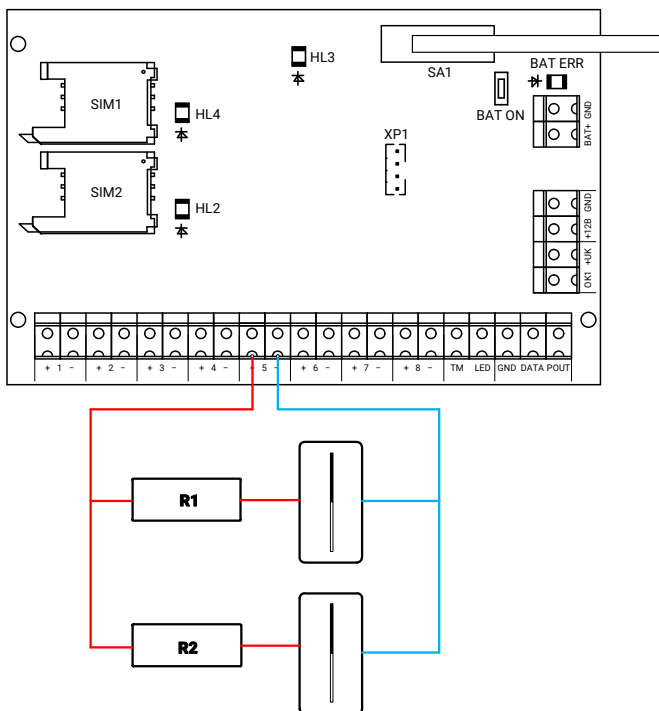 HL3
SA1
BAT ERR
BAT ON
SIM1
HL4
XP1
BAT+ GND
SIM2
HL2
OK1 +UK +12В GND
+ 1 - + 2 - + 3 - + 4 - + 5 - + 6 - + 7 - + 8 - TM LED GND DATA POUT
R1
R2